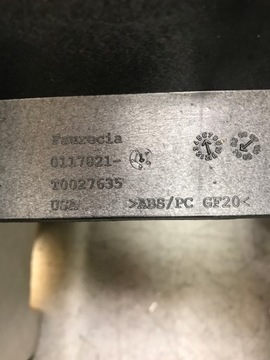 Faurecia
0117021-
T0027635
USA >ABS/PC GF20<